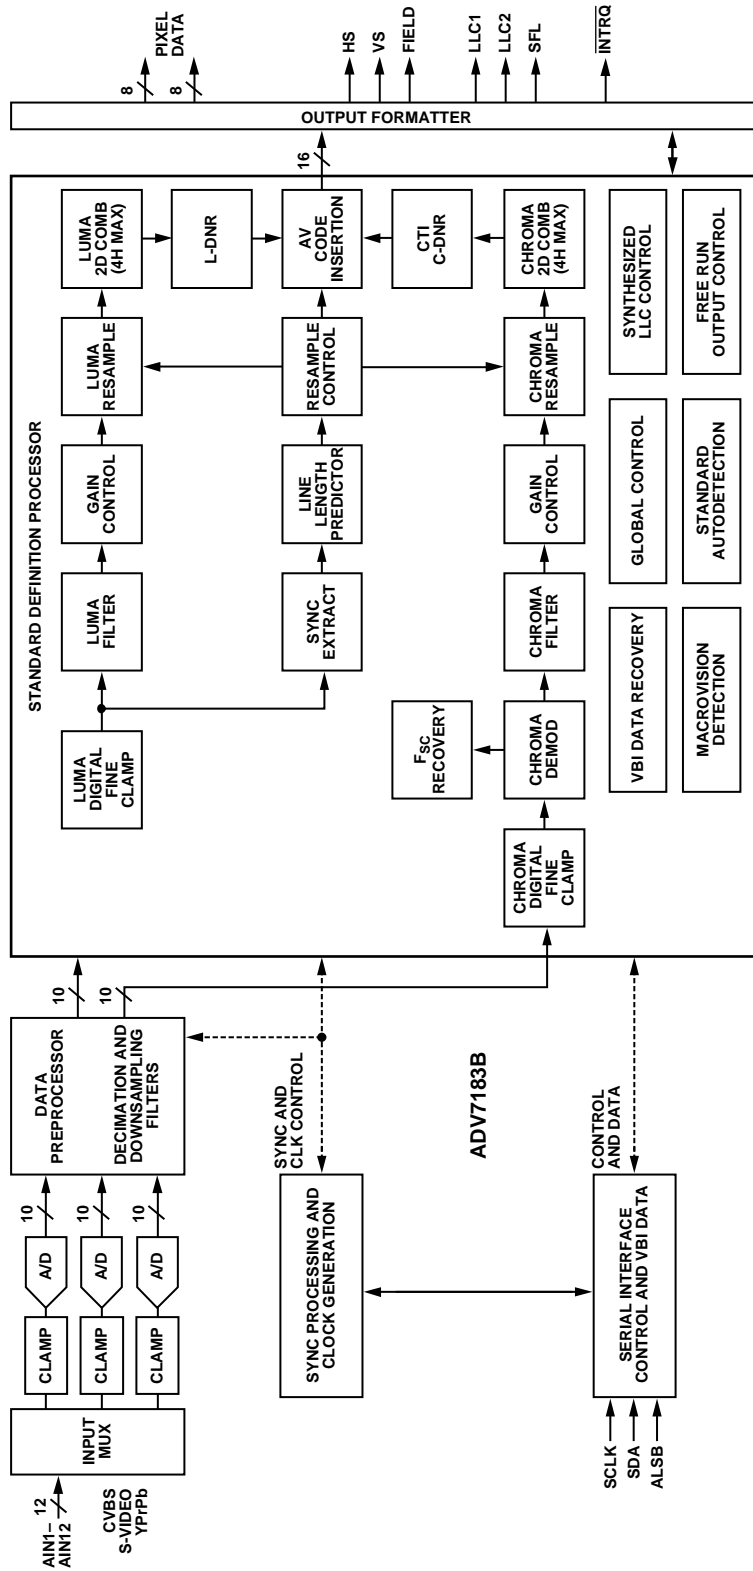 AIN1–
AIN12
12
CVBS
S-VIDEO
YPrPb
INPUT
MUX
CLAMP
A/D
10
CLAMP
A/D
10
CLAMP
A/D
10
DATA
PREPROCESSOR
DECIMATION AND
DOWNSAMPLING
FILTERS
10
10
SYNC PROCESSING AND
CLOCK GENERATION
SYNC AND
CLK CONTROL
ADV7183B
SCLK
SDA
ALSB
SERIAL INTERFACE
CONTROL AND VBI DATA
CONTROL
AND DATA
STANDARD DEFINITION PROCESSOR
LUMA
DIGITAL
FINE
CLAMP
LUMA
FILTER
GAIN
CONTROL
LUMA
RESAMPLE
LUMA
2D COMB
(4H MAX)
L-DNR
SYNC
EXTRACT
LINE
LENGTH
PREDICTOR
RESAMPLE
CONTROL
AV
CODE
INSERTION
16
FSC
RECOVERY
CTI
C-DNR
CHROMA
DIGITAL
FINE
CLAMP
CHROMA
DEMOD
CHROMA
FILTER
GAIN
CONTROL
CHROMA
RESAMPLE
CHROMA
2D COMB
(4H MAX)
VBI DATA RECOVERY
GLOBAL CONTROL
SYNTHESIZED
LLC CONTROL
MACROVISION
DETECTION
STANDARD
AUTODETECTION
FREE RUN
OUTPUT CONTROL
OUTPUT FORMATTER
8
8
PIXEL
DATA
HS
VS
FIELD
LLC1
LLC2
SFL
INTRQ